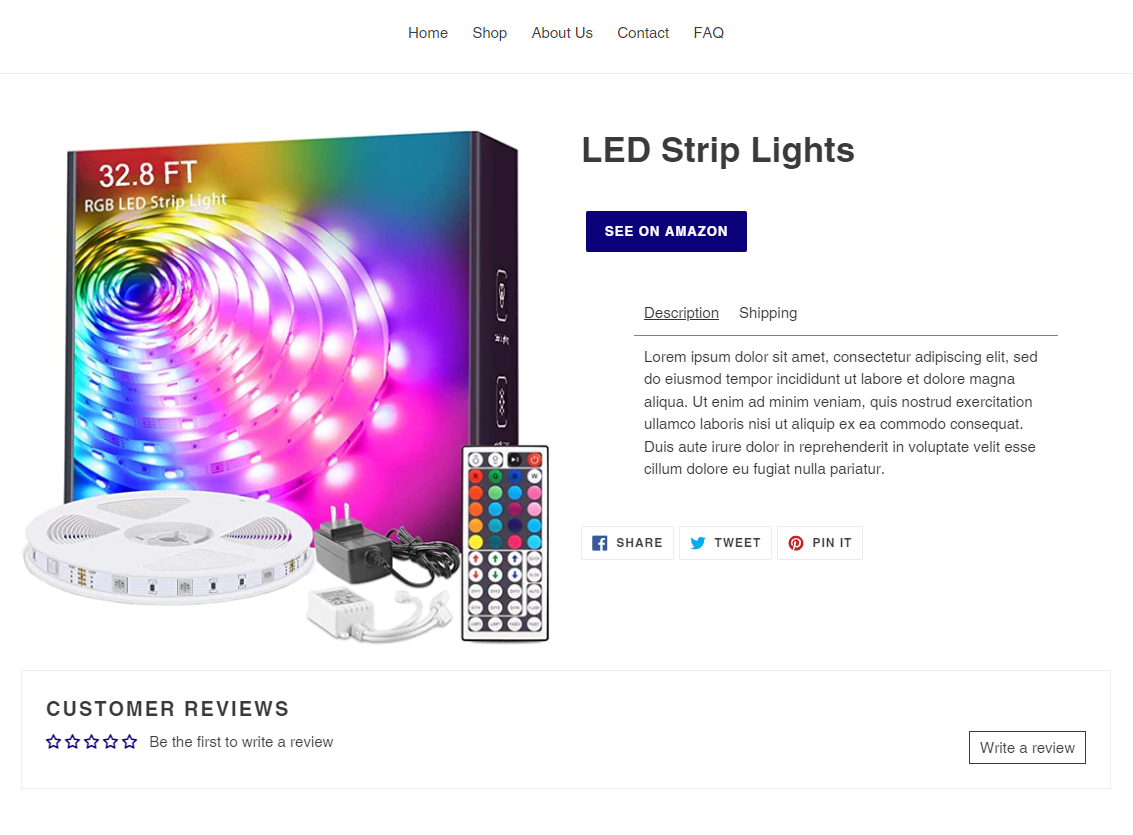 Home Shop About Us Contact FAQ
32.8 FT
RGB LED Strip Light
LED Strip Lights
SEE ON AMAZON
Description Shipping
Lorem ipsum dolor sit amet, consectetur adipiscing elit, sed
do eiusmod tempor incididunt ut labore et dolore magna
aliqua. Ut enim ad minim veniam, quis nostrud exercitation
ullamco laboris nisi ut aliquip ex ea commodo consequat.
Duis aute irure dolor in reprehenderit in voluptate velit esse
cillum dolore eu fugiat nulla pariatur.
SHARE TWEET PIN IT
CUSTOMER REVIEWS
Be the first to write a review
Write a review